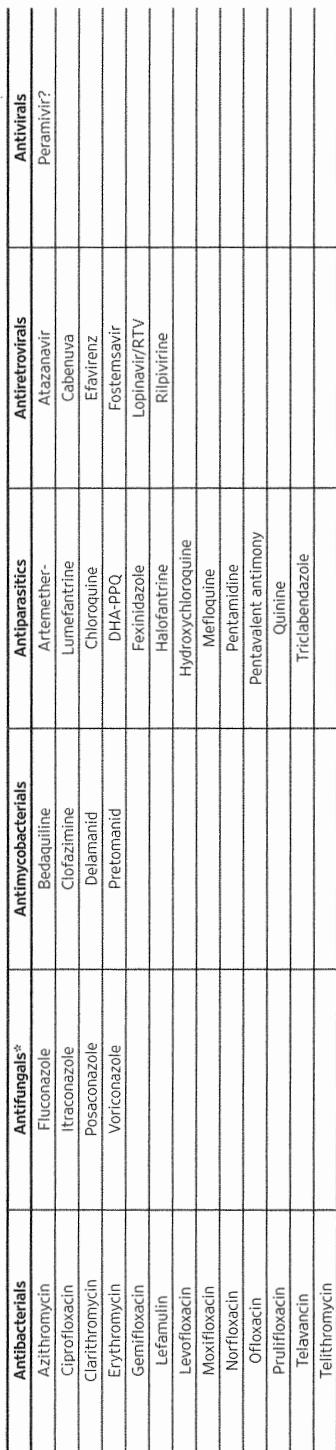 Antibacterials Antifungals* Antimycobacterials Antiparasitics Antiretrovirals Antivirals
Azithromycin Fluconazole Bedaquiline Artemether- Atazanavir Peramivir?
Ciprofloxacin Itraconazole Clofazimine Lumefantrine Cabenuva
Clarithromycin Posaconazole Delamanid Chloroquine Efavirenz
Erythromycin Voriconazole Pretomanid DHA-PPQ Fostemsavir
Gemifloxacin Fexinidazole Lopinavir/RTV
Lefamulin Halofantrine Rilpivirine
Levofloxacin Hydroxychloroquine
Moxifloxacin Mefloquine
Norfloxacin Pentamidine
Ofloxacin Pentavalent antimony
Prulifloxacin Quinine
Telavancin Triclabendazole
Telithromycin